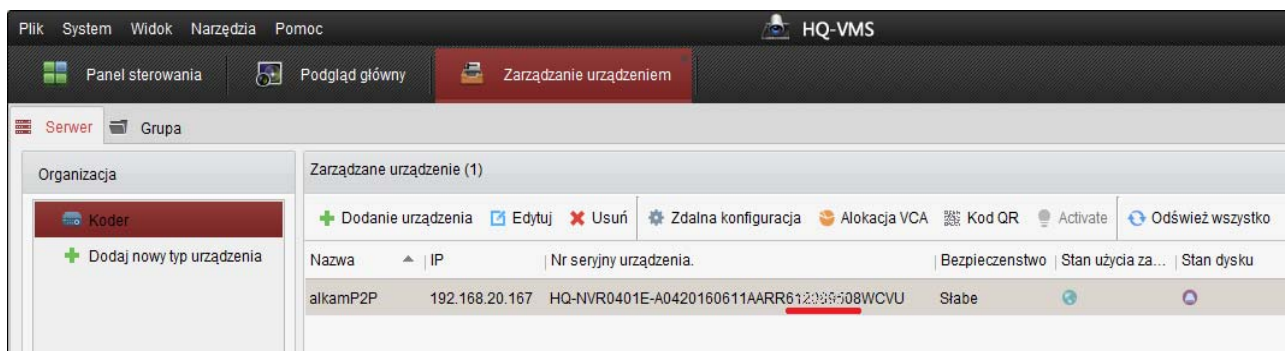 Plik System Widok Narzędzia Pomoc HQ-VMS
Panel sterowania Podgląd główny Zarządzanie urządzeniem
Serwer Grupa
Organizacja Zarządzane urządzenie (1)
Koder Dodanie urządzenia Edytuj Usuń Zdalna konfiguracja Alokacja VCA Kod QR Activate Odśwież wszystko
Dodaj nowy typ urządzenia Nazwa IP Nr seryjny urządzenia. Bezpieczenstwo Stan użycia za... Stan dysku
alkamP2P 192.168.20.167 Słabe